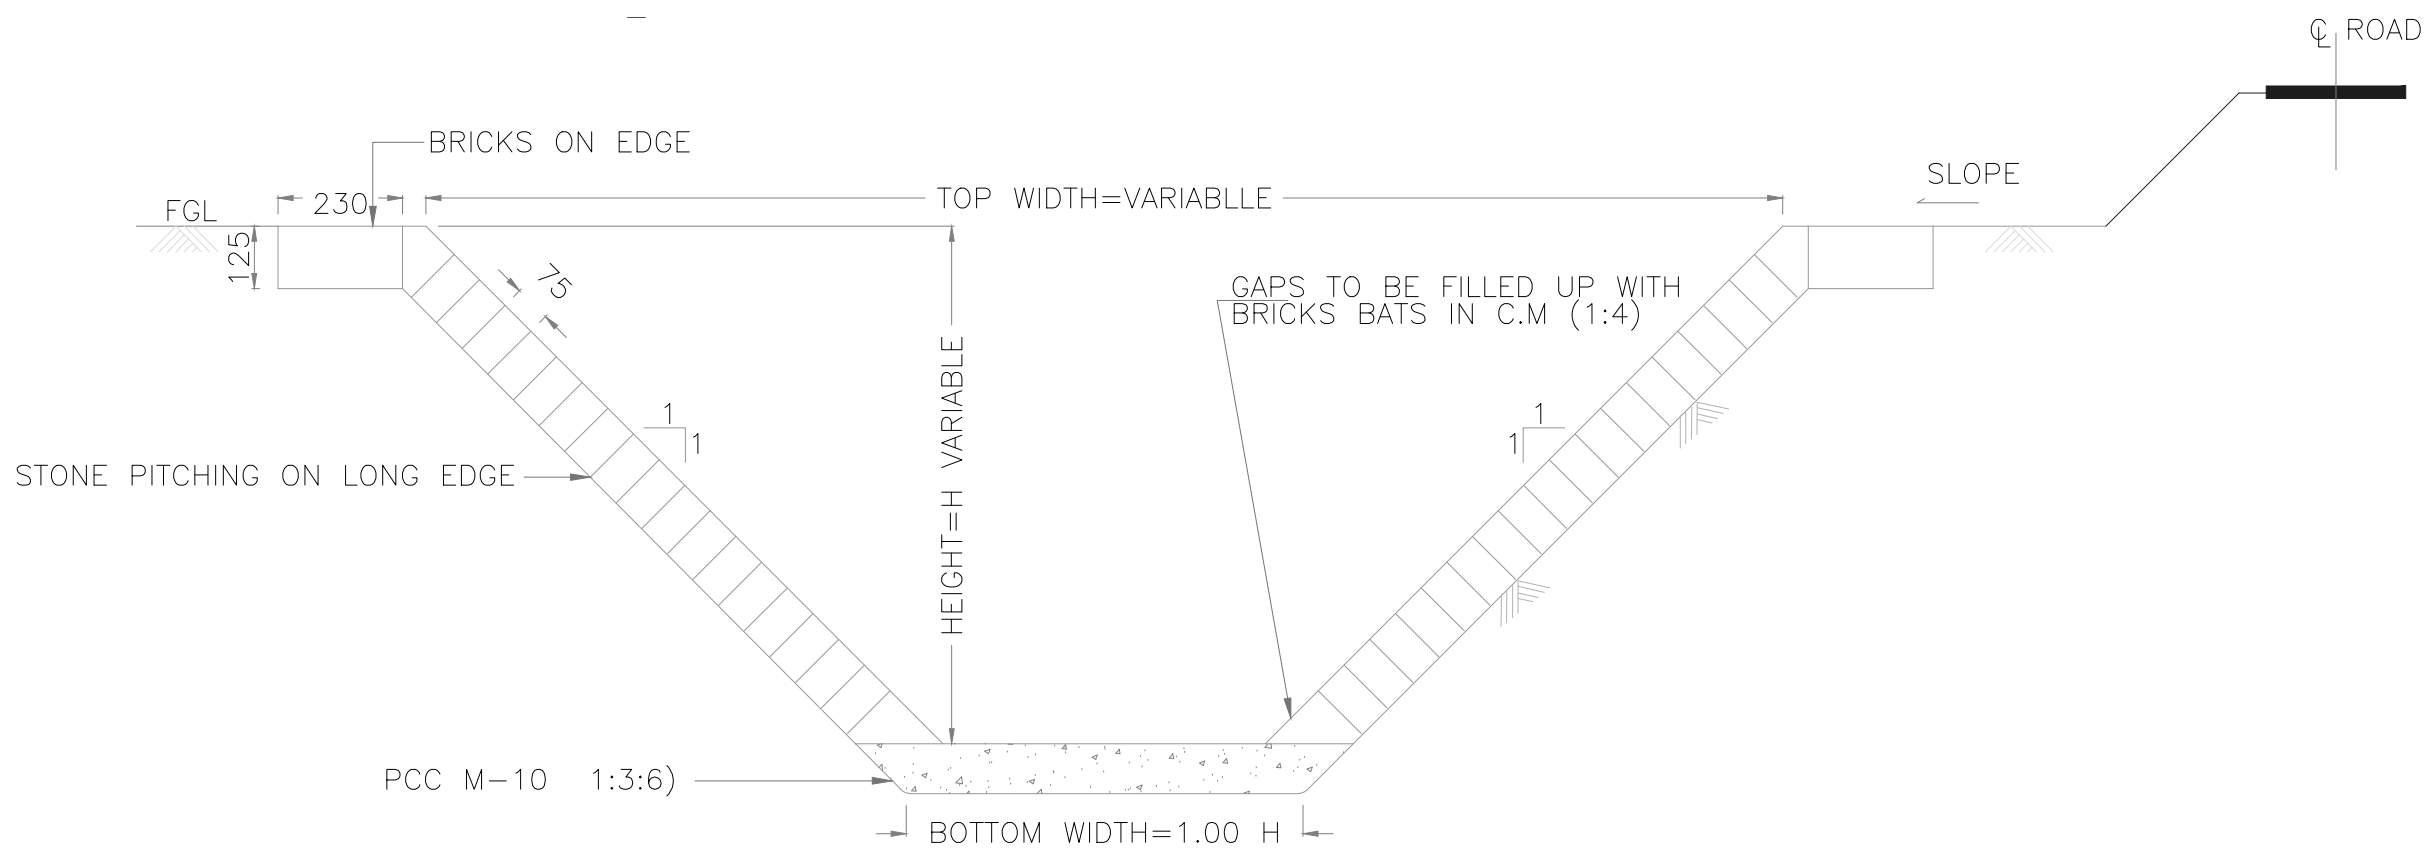 ℄ ROAD
BRICKS ON EDGE
SLOPE
TOP WIDTH=VARIABLLE
230
FGL
125
75
GAPS TO BE FILLED UP WITH
BRICKS BATS IN C.M (1:4)
HEIGHT=H VARIABLE
1
1
1
1
STONE PITCHING ON LONG EDGE
PCC M-10 1:3:6)
BOTTOM WIDTH=1.00 H